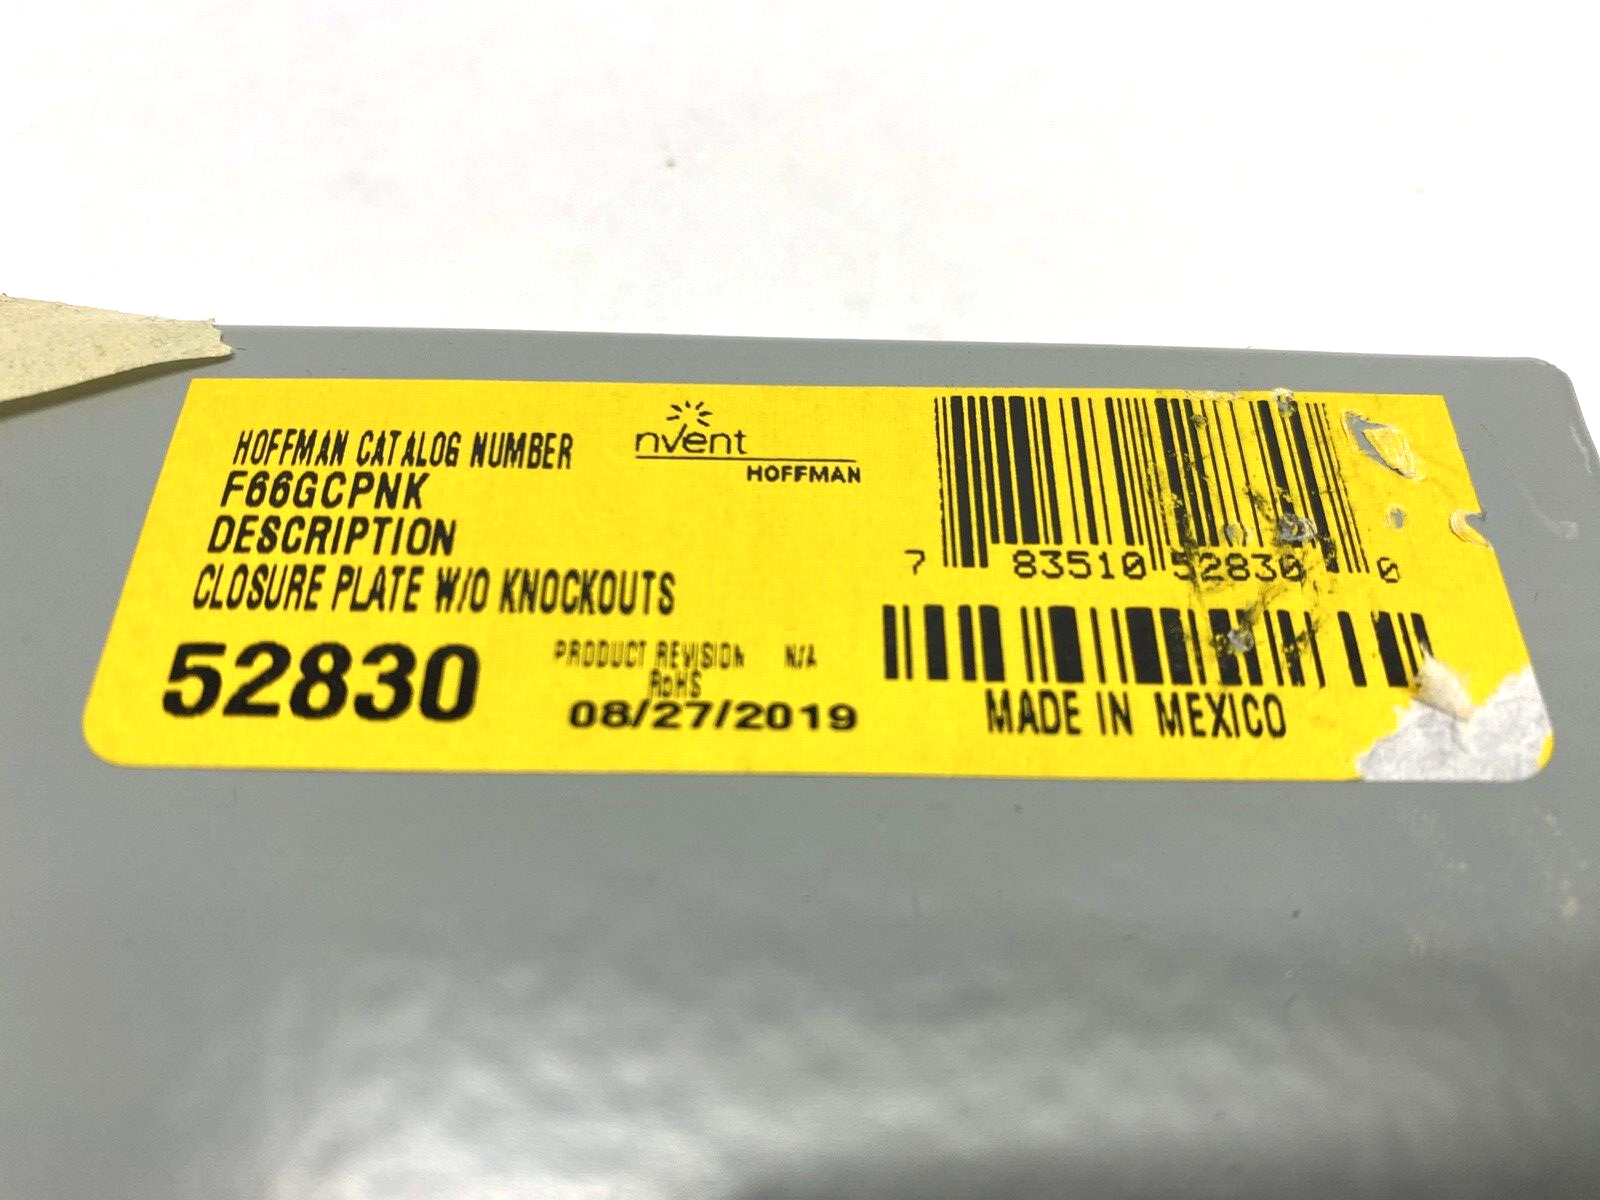 HOFFMAN CATALOG NUMBER
F66GCPNK
DESCRIPTION
CLOSURE PLATE W/O KNOCKOUTS
52830
PRODUCT REVISION N/A
RoHS
08/27/2019
nVent
HOFFMAN
7 83510 52830 0
MADE IN MEXICO